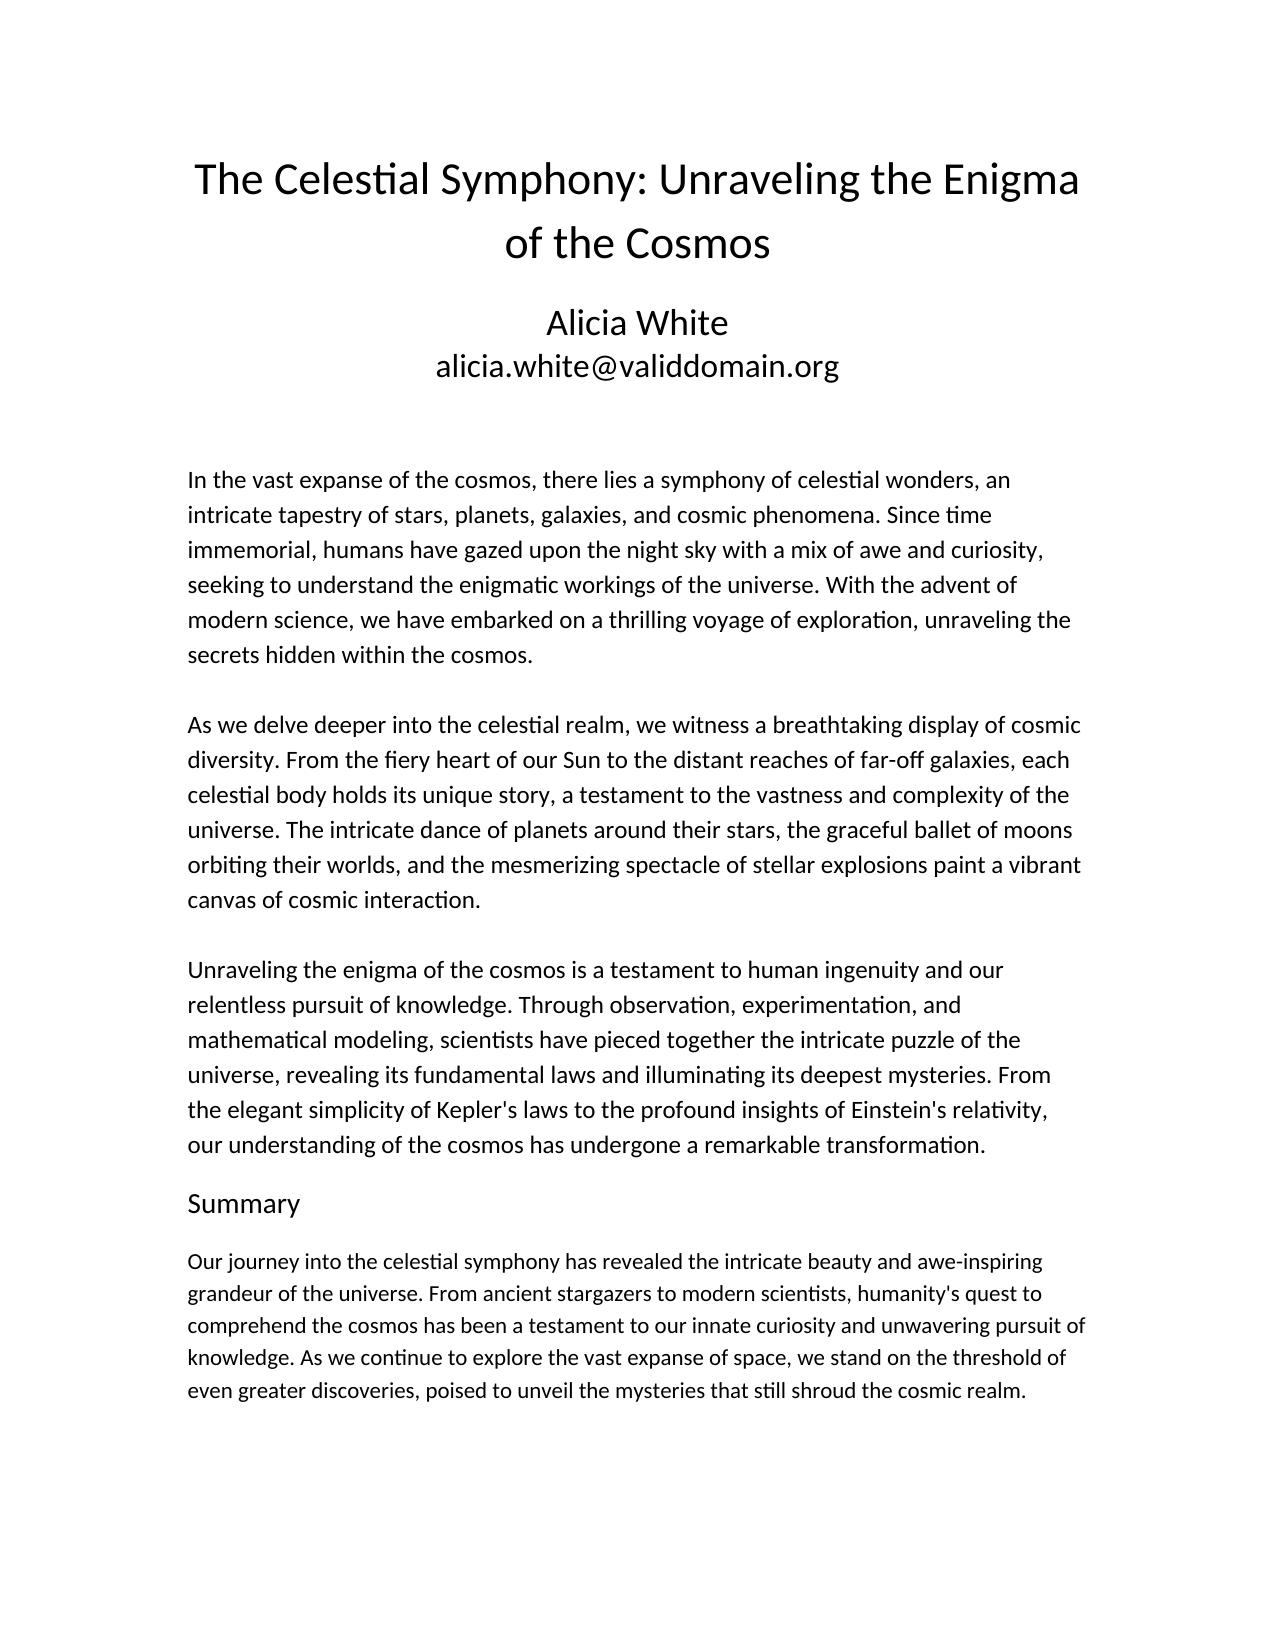 The Celestial Symphony: Unraveling the Enigma
of the Cosmos
Alicia White
alicia.white@validdomain.org
In the vast expanse of the cosmos, there lies a symphony of celestial wonders, an
intricate tapestry of stars, planets, galaxies, and cosmic phenomena. Since time
immemorial, humans have gazed upon the night sky with a mix of awe and curiosity,
seeking to understand the enigmatic workings of the universe. With the advent of
modern science, we have embarked on a thrilling voyage of exploration, unraveling the
secrets hidden within the cosmos.
As we delve deeper into the celestial realm, we witness a breathtaking display of cosmic
diversity. From the fiery heart of our Sun to the distant reaches of far-off galaxies, each
celestial body holds its unique story, a testament to the vastness and complexity of the
universe. The intricate dance of planets around their stars, the graceful ballet of moons
orbiting their worlds, and the mesmerizing spectacle of stellar explosions paint a vibrant
canvas of cosmic interaction.
Unraveling the enigma of the cosmos is a testament to human ingenuity and our
relentless pursuit of knowledge. Through observation, experimentation, and
mathematical modeling, scientists have pieced together the intricate puzzle of the
universe, revealing its fundamental laws and illuminating its deepest mysteries. From
the elegant simplicity of Kepler's laws to the profound insights of Einstein's relativity,
our understanding of the cosmos has undergone a remarkable transformation.
Summary
Our journey into the celestial symphony has revealed the intricate beauty and awe-inspiring
grandeur of the universe. From ancient stargazers to modern scientists, humanity's quest to
comprehend the cosmos has been a testament to our innate curiosity and unwavering pursuit of
knowledge. As we continue to explore the vast expanse of space, we stand on the threshold of
even greater discoveries, poised to unveil the mysteries that still shroud the cosmic realm.